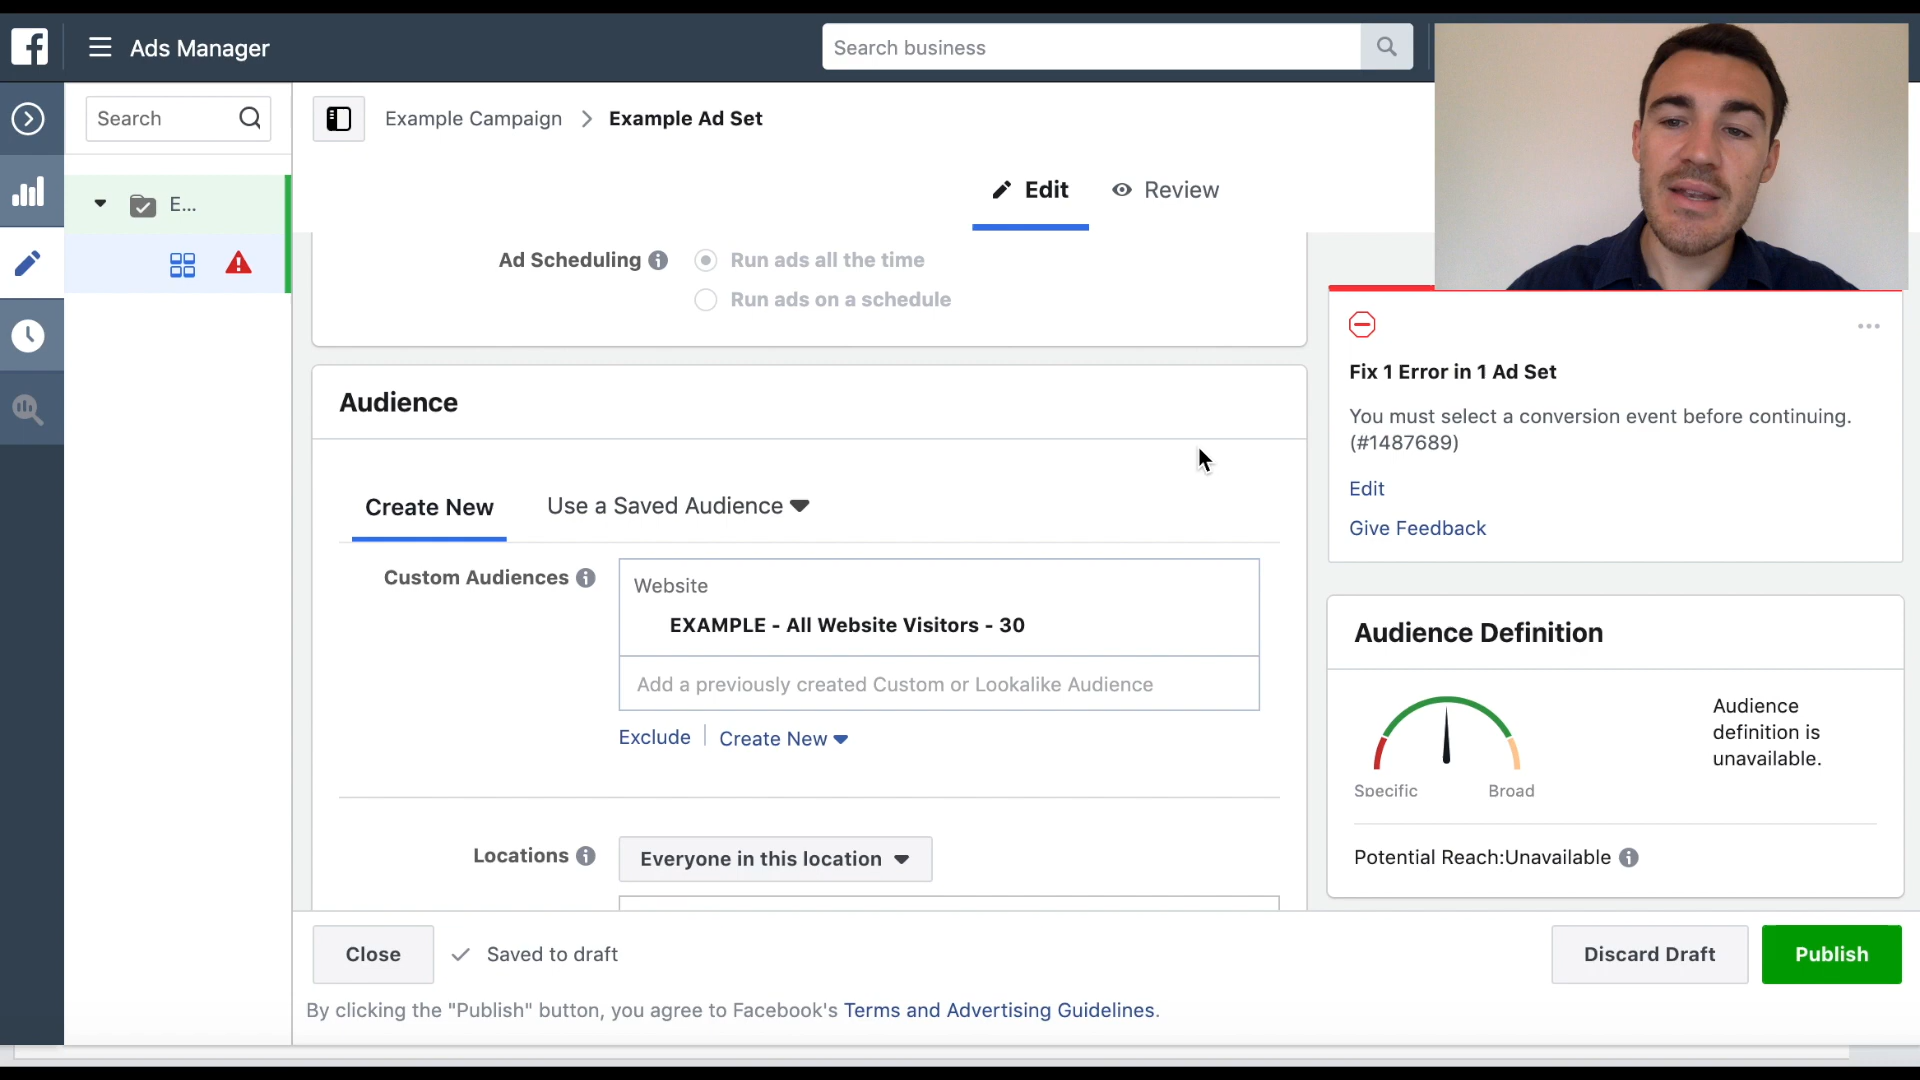 Ads Manager
Search business
Search
Example Campaign > Example Ad Set
E...
Edit
Review
Ad Scheduling
Run ads all the time
Run ads on a schedule
Audience
Create New
Use a Saved Audience
Custom Audiences
Website
EXAMPLE - All Website Visitors - 30
Add a previously created Custom or Lookalike Audience
Exclude | Create New
Locations
Everyone in this location
Fix 1 Error in 1 Ad Set
You must select a conversion event before continuing.
(#1487689)
Edit
Give Feedback
Audience Definition
Audience
definition is
unavailable.
Specific
Broad
Potential Reach:Unavailable
Close
Saved to draft
Discard Draft
Publish
By clicking the "Publish" button, you agree to Facebook's Terms and Advertising Guidelines.